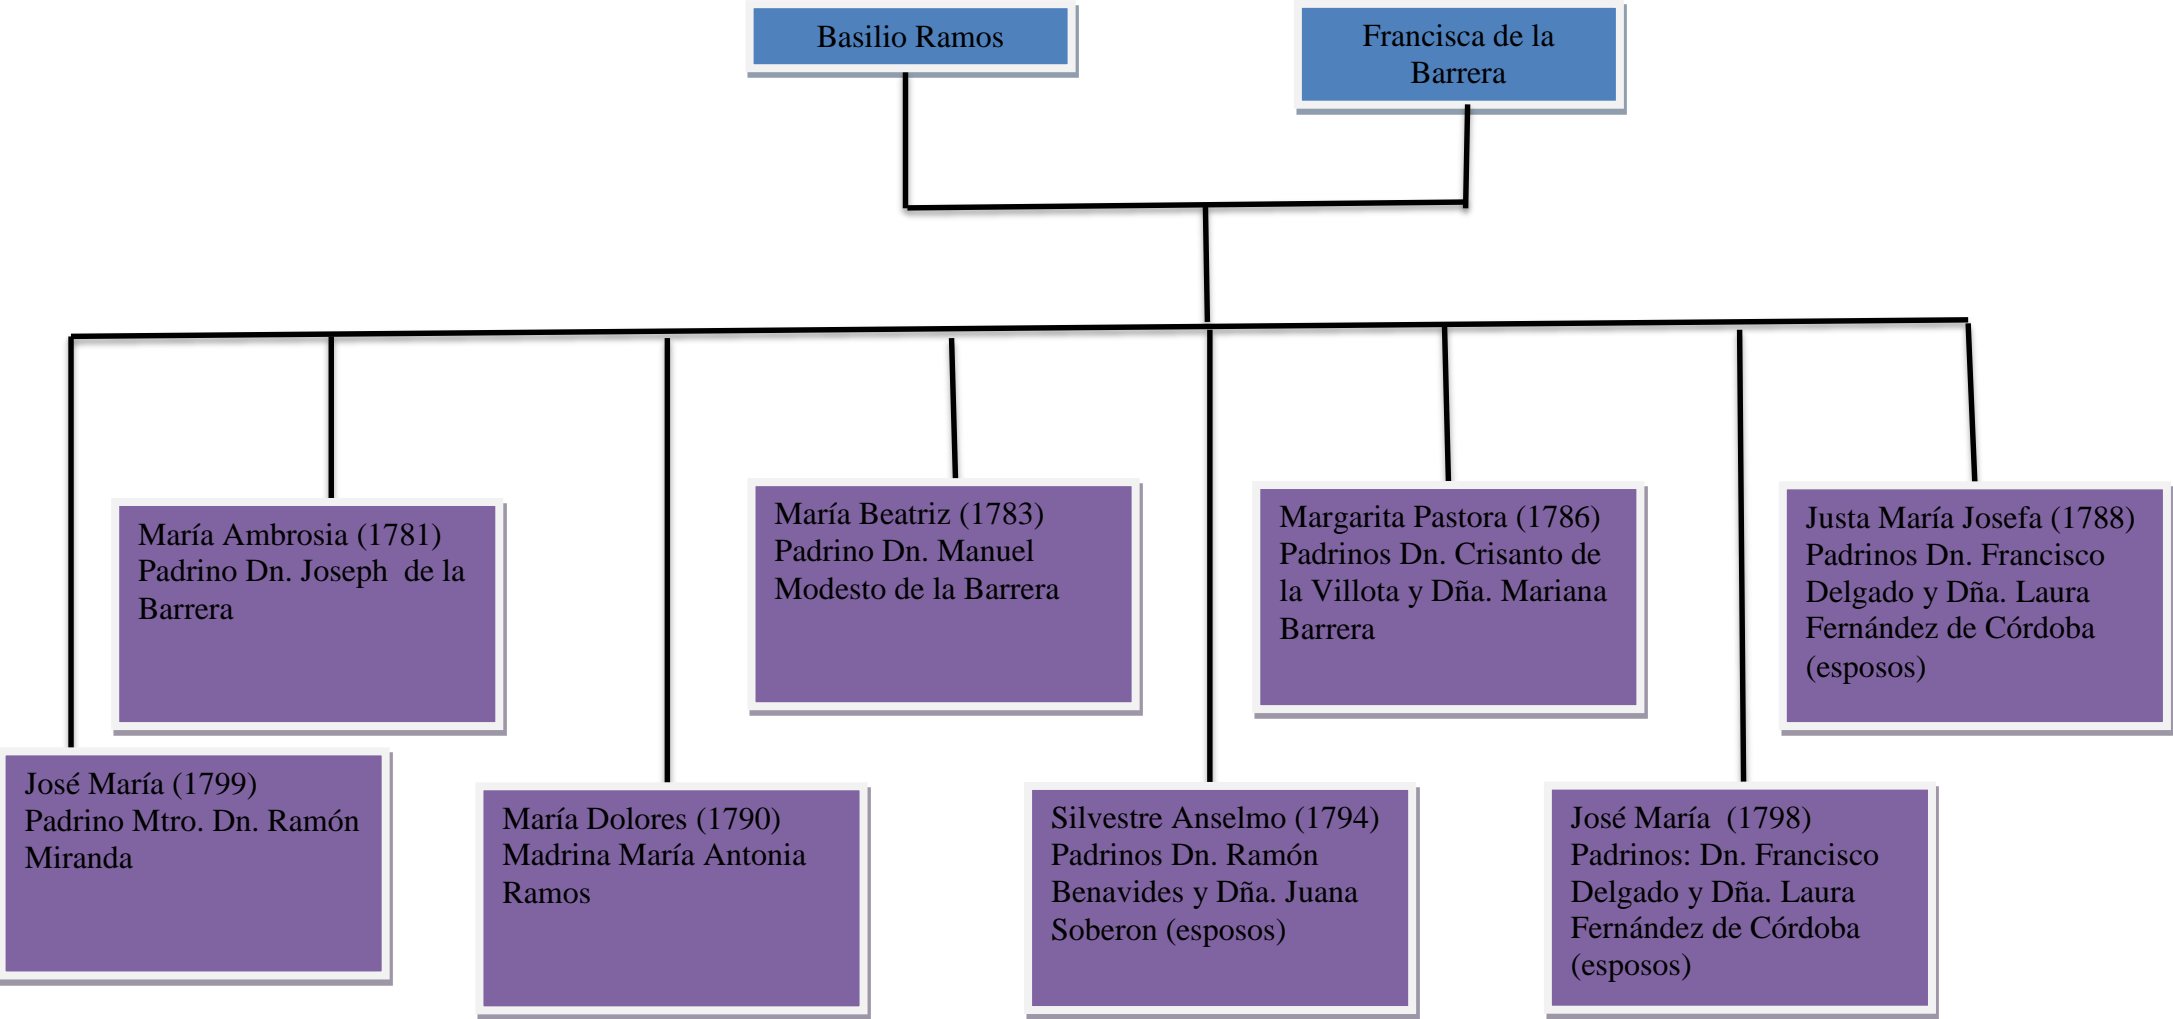 Basilio Ramos
Francisca de la
Barrera
María Ambrosia (1781)
Padrino Dn. Joseph  de la
Barrera
María Beatriz (1783)
Padrino Dn. Manuel
Modesto de la Barrera
Margarita Pastora (1786)
Padrinos Dn. Crisanto de
la Villota y Dña. Mariana
Barrera
Justa María Josefa (1788)
Padrinos Dn. Francisco
Delgado y Dña. Laura
Fernández de Córdoba
(esposos)
José María (1799)
Padrino Mtro. Dn. Ramón
Miranda
María Dolores (1790)
Madrina María Antonia
Ramos
Silvestre Anselmo (1794)
Padrinos Dn. Ramón
Benavides y Dña. Juana
Soberon (esposos)
José María  (1798)
Padrinos: Dn. Francisco
Delgado y Dña. Laura
Fernández de Córdoba
(esposos)